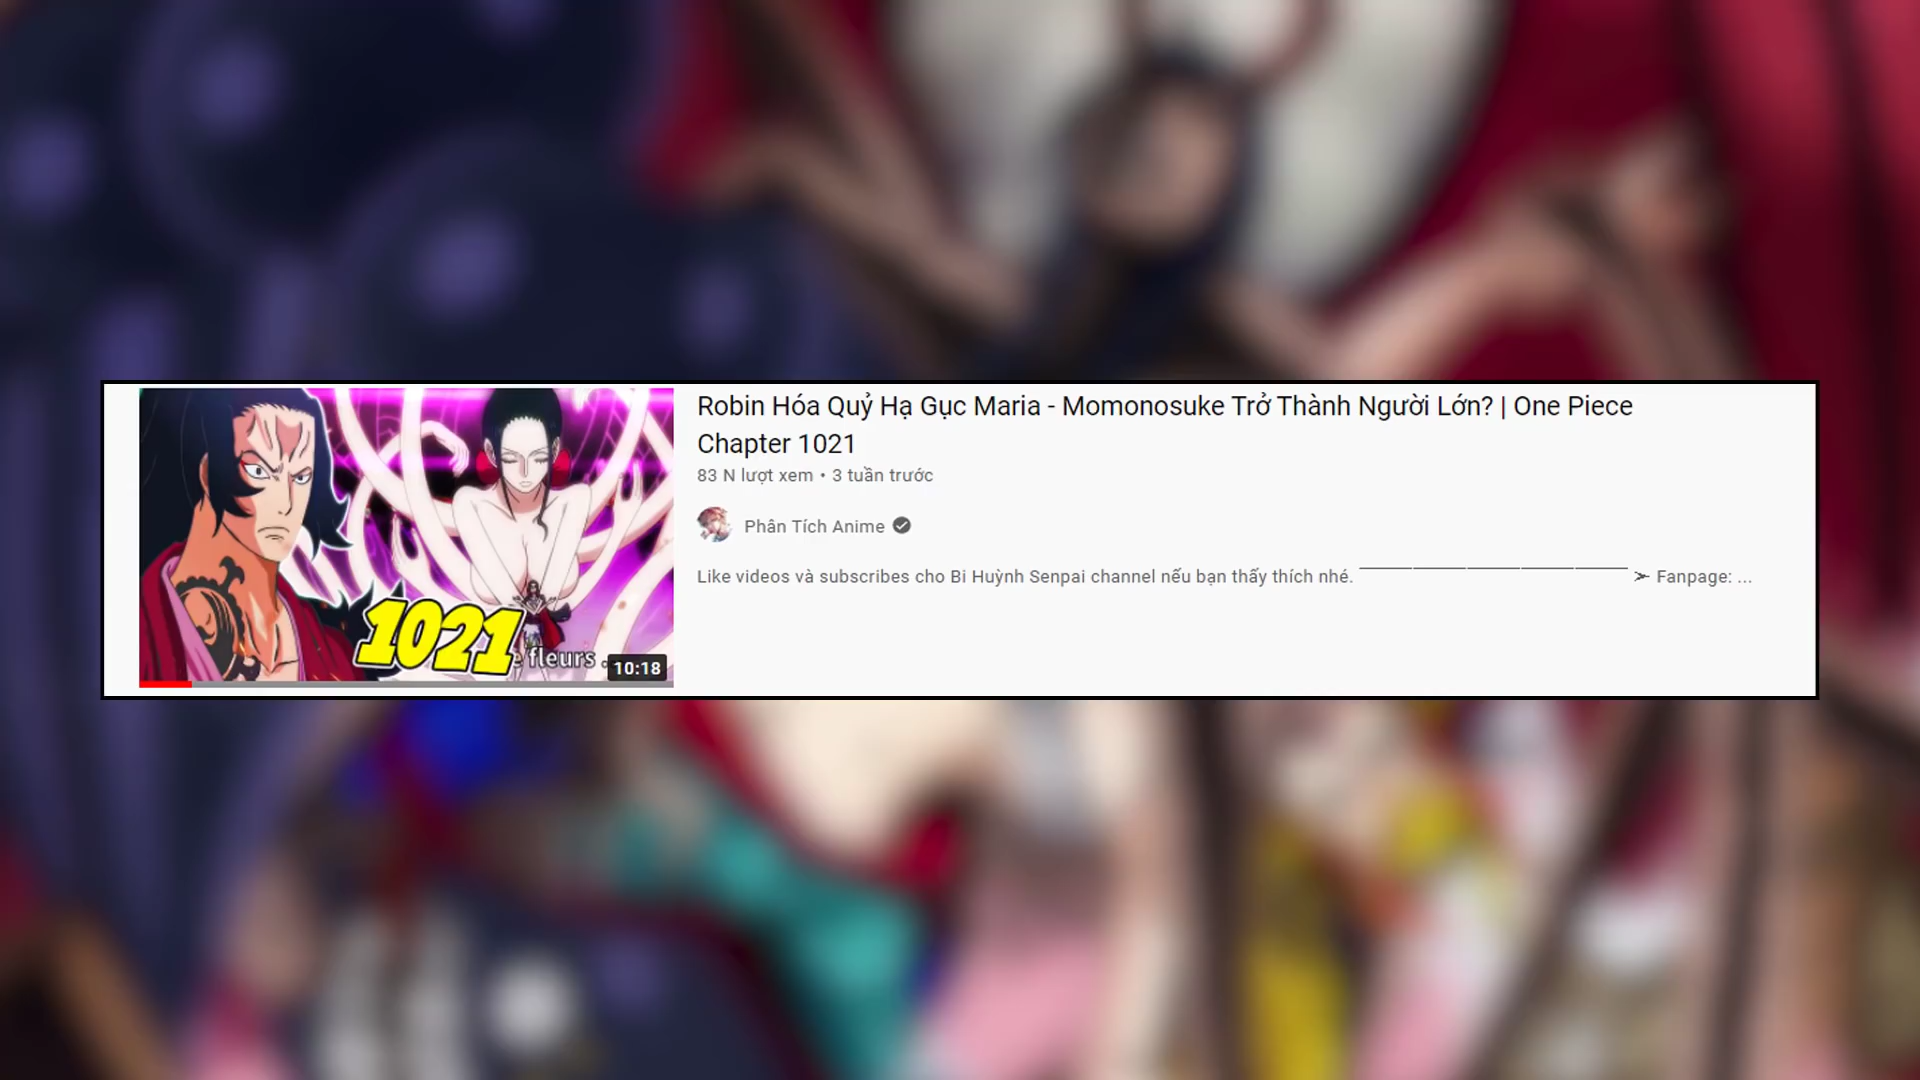 Robin Hóa Quỷ Hạ Gục Maria - Momonosuke Trở Thành Người Lớn? | One Piece
Chapter 1021
83 N lượt xem • 3 tuần trước
Phân Tích Anime
Like videos và subscribes cho Bi Huỳnh Senpai channel nếu bạn thấy thích nhé. ————— ➢ Fanpage: ...
1021
fleurs
10:18